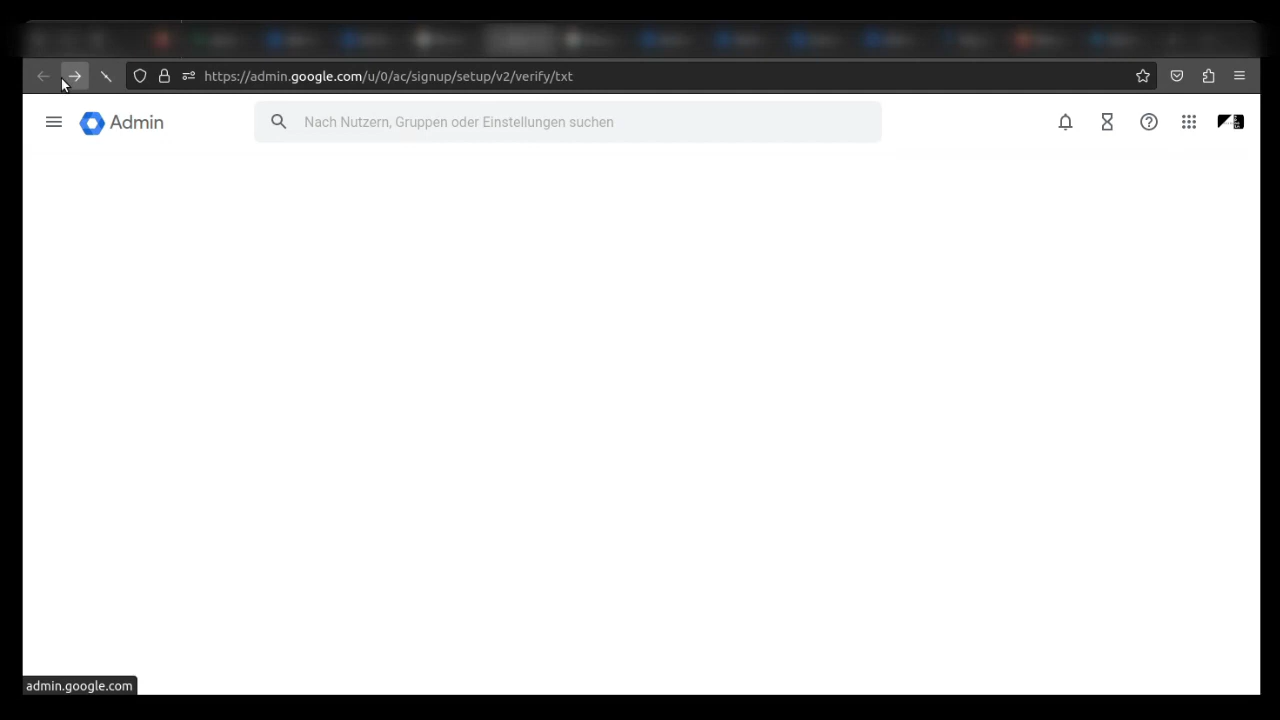 https://admin.google.com/u/0/ac/signup/setup/v2/verify/txt
Admin
Nach Nutzern, Gruppen oder Einstellungen suchen
admin.google.com